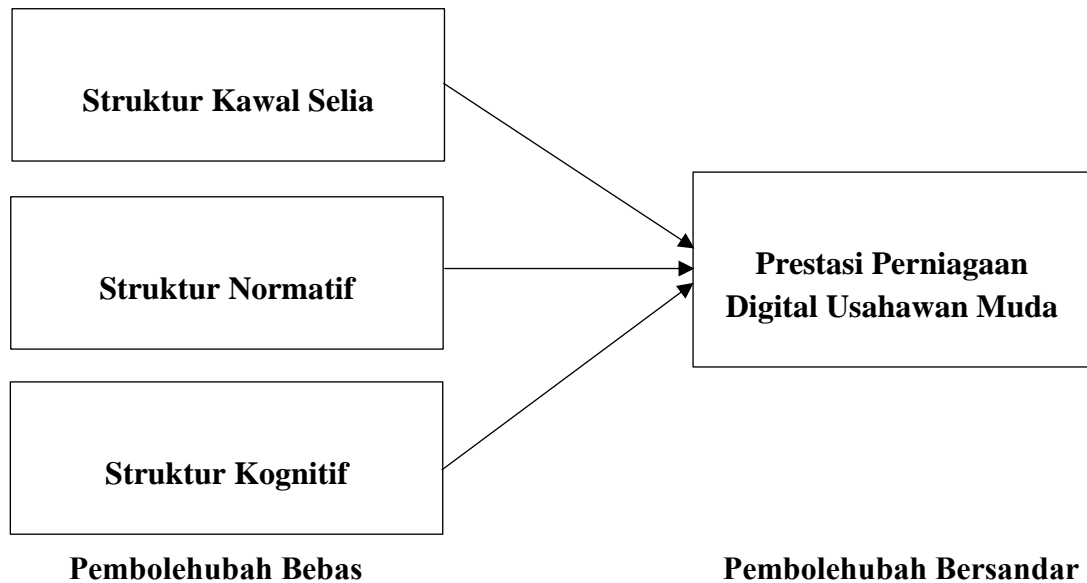 Struktur Kawal Selia
Struktur Normatif
Struktur Kognitif
Prestasi Perniagaan
Digital Usahawan Muda
Pembolehubah Bebas
Pembolehubah Bersandar